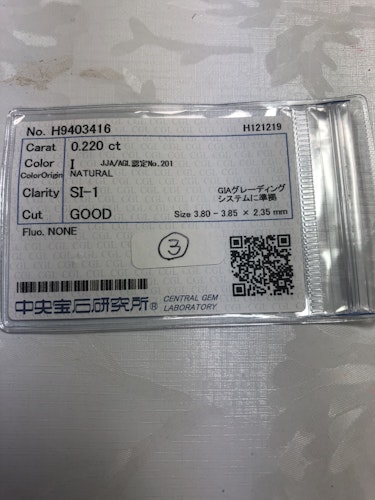 No. H9403416 H121219
Carat 0.220 ct
Color I JJA/AGL認定No.201
ColorOrigin NATURAL
Clarity SI-1 GIAグレーディング
システムに準拠
Cut GOOD Size 3.80 - 3.85 × 2.35 mm
Fluo. NONE
③
中央宝石研究所® CENTRAL GEM
LABORATORY